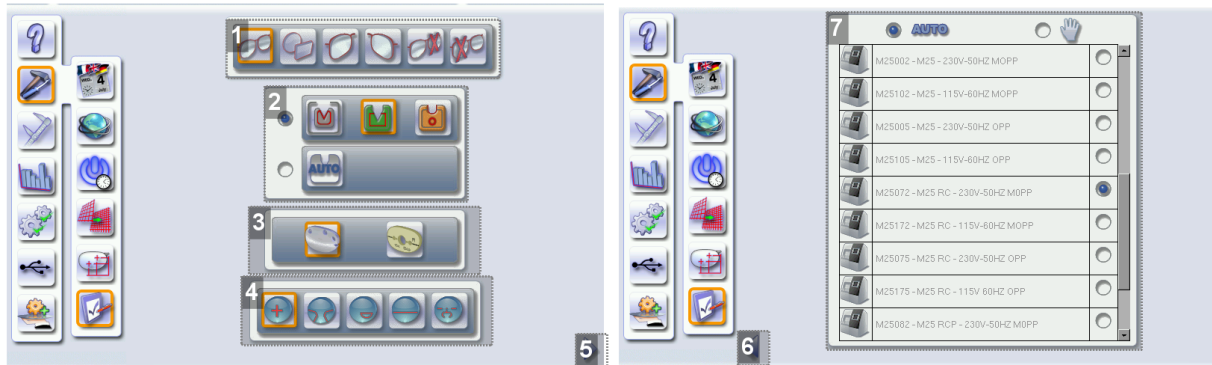 1
2
AUTO
3
4
5
6
7
AUTO
M25002 - M25 - 230V-50HZ MOPP
M25102 - M25 - 115V-60HZ MOPP
M25005 - M25 - 230V-50HZ OPP
M25105 - M25 - 115V-60HZ OPP
M25072 - M25 RC - 230V-50HZ M0PP
M25172 - M25 RC - 115V-60HZ MOPP
M25075 - M25 RC - 230V-50HZ OPP
M25175 - M25 RC - 115V 60HZ OPP
M25082 - M25 RCP - 230V-50HZ M0PP